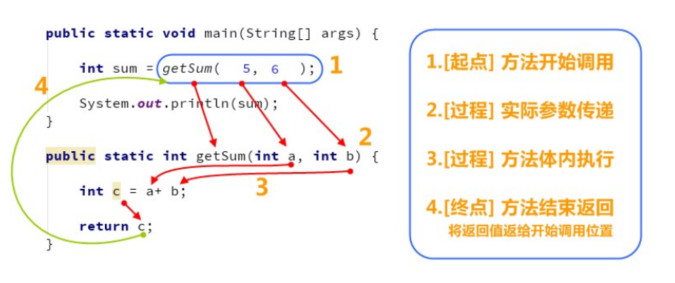 public static void main(String[] args) {
int sum = getSum( 5, 6 ); 1
4
System.out.println(sum);
}
2
public static int getSum(int a, int b) {
3
int c = a+ b;
return c;
}
1.[起点] 方法开始调用
2.[过程] 实际参数传递
3.[过程] 方法体内执行
4.[终点] 方法结束返回
将返回值返给开始调用位置